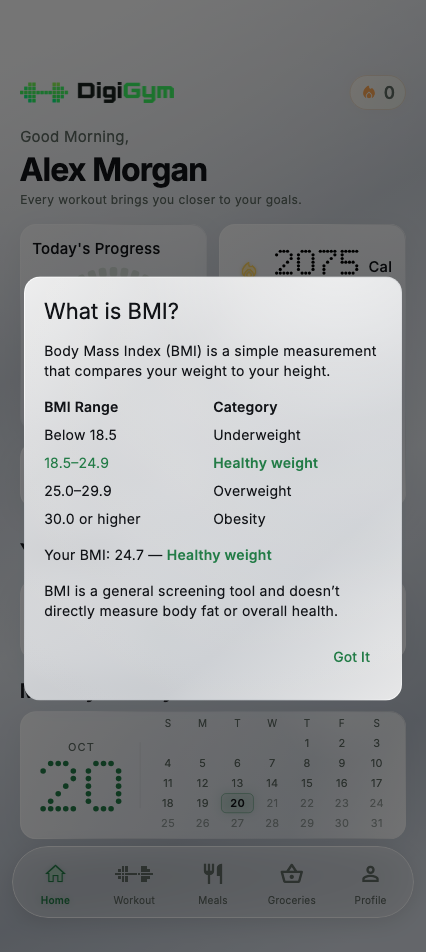 DigiGym
0
Good Morning,
Alex Morgan
Every workout brings you closer to your goals.
Today's Progress
2075 Cal
What is BMI?
Body Mass Index (BMI) is a simple measurement
that compares your weight to your height.
BMI Range Category
Below 18.5 Underweight
18.5–24.9 Healthy weight
25.0–29.9 Overweight
30.0 or higher Obesity
Your BMI: 24.7 — Healthy weight
BMI is a general screening tool and doesn’t
directly measure body fat or overall health.
Got It
OCT
20
S M T W T F S
1 2 3
4 5 6 7 8 9 10
11 12 13 14 15 16 17
18 19 20 21 22 23 24
25 26 27 28 29 30 31
Home Workout Meals Groceries Profile